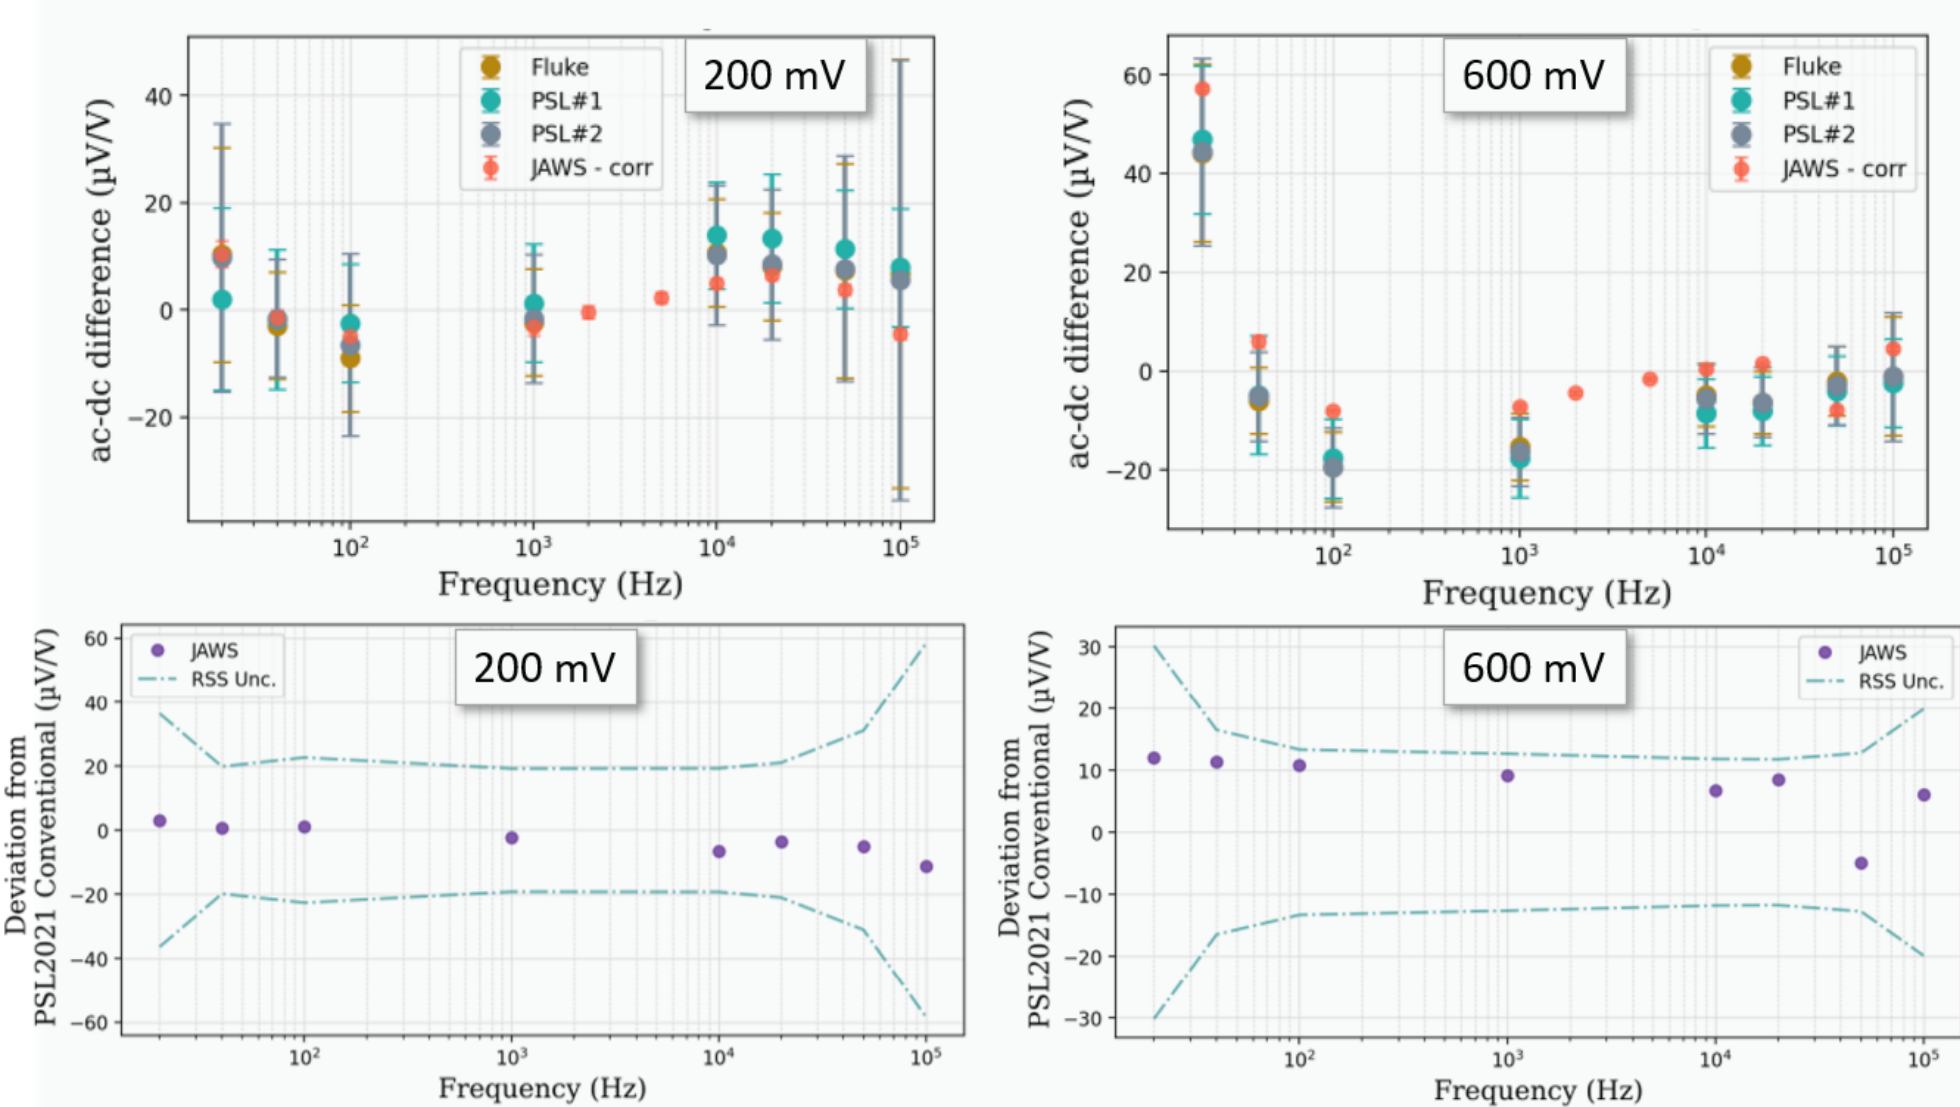 200 mV
Fluke
PSL#1
PSL#2
JAWS - corr
ac-dc difference (µV/V)
40
20
0
−20
10²
10³
10⁴
10⁵
Frequency (Hz)
600 mV
Fluke
PSL#1
PSL#2
JAWS - corr
ac-dc difference (µV/V)
60
40
20
0
−20
10²
10³
10⁴
10⁵
Frequency (Hz)
200 mV
JAWS
RSS Unc.
Deviation from
PSL2021 Conventional (µV/V)
60
40
20
0
−20
−40
−60
10²
10³
10⁴
10⁵
Frequency (Hz)
600 mV
JAWS
RSS Unc.
Deviation from
PSL2021 Conventional (µV/V)
30
20
10
0
−10
−20
−30
10²
10³
10⁴
10⁵
Frequency (Hz)